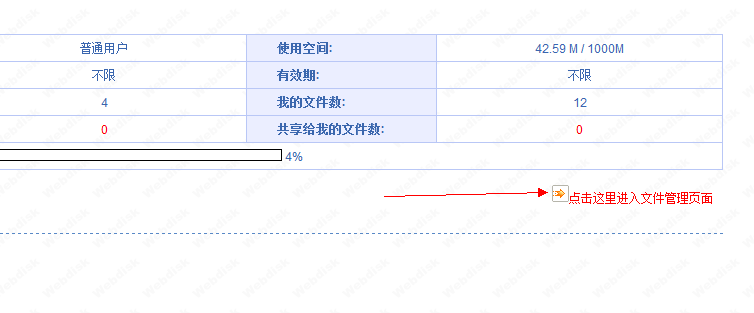 普通用户 使用空间: 42.59 M / 1000M
不限 有效期: 不限
4 我的文件数: 12
0 共享给我的文件数: 0
4%
点击这里进入文件管理页面